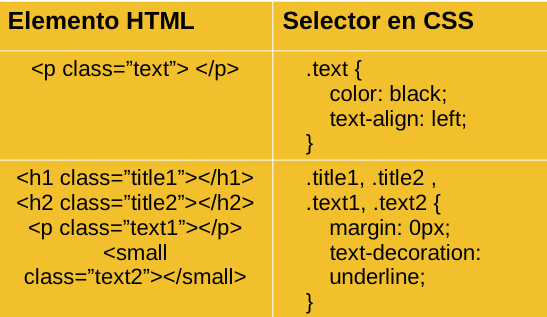 Elemento HTML
Selector en CSS
<p class=”text”> </p>
.text {
color: black;
text-align: left;
}
<h1 class=”title1”></h1>
<h2 class=”title2”></h2>
<p class=”text1”></p>
<small
class=”text2”></small>
.title1, .title2 ,
.text1, .text2 {
margin: 0px;
text-decoration:
underline;
}